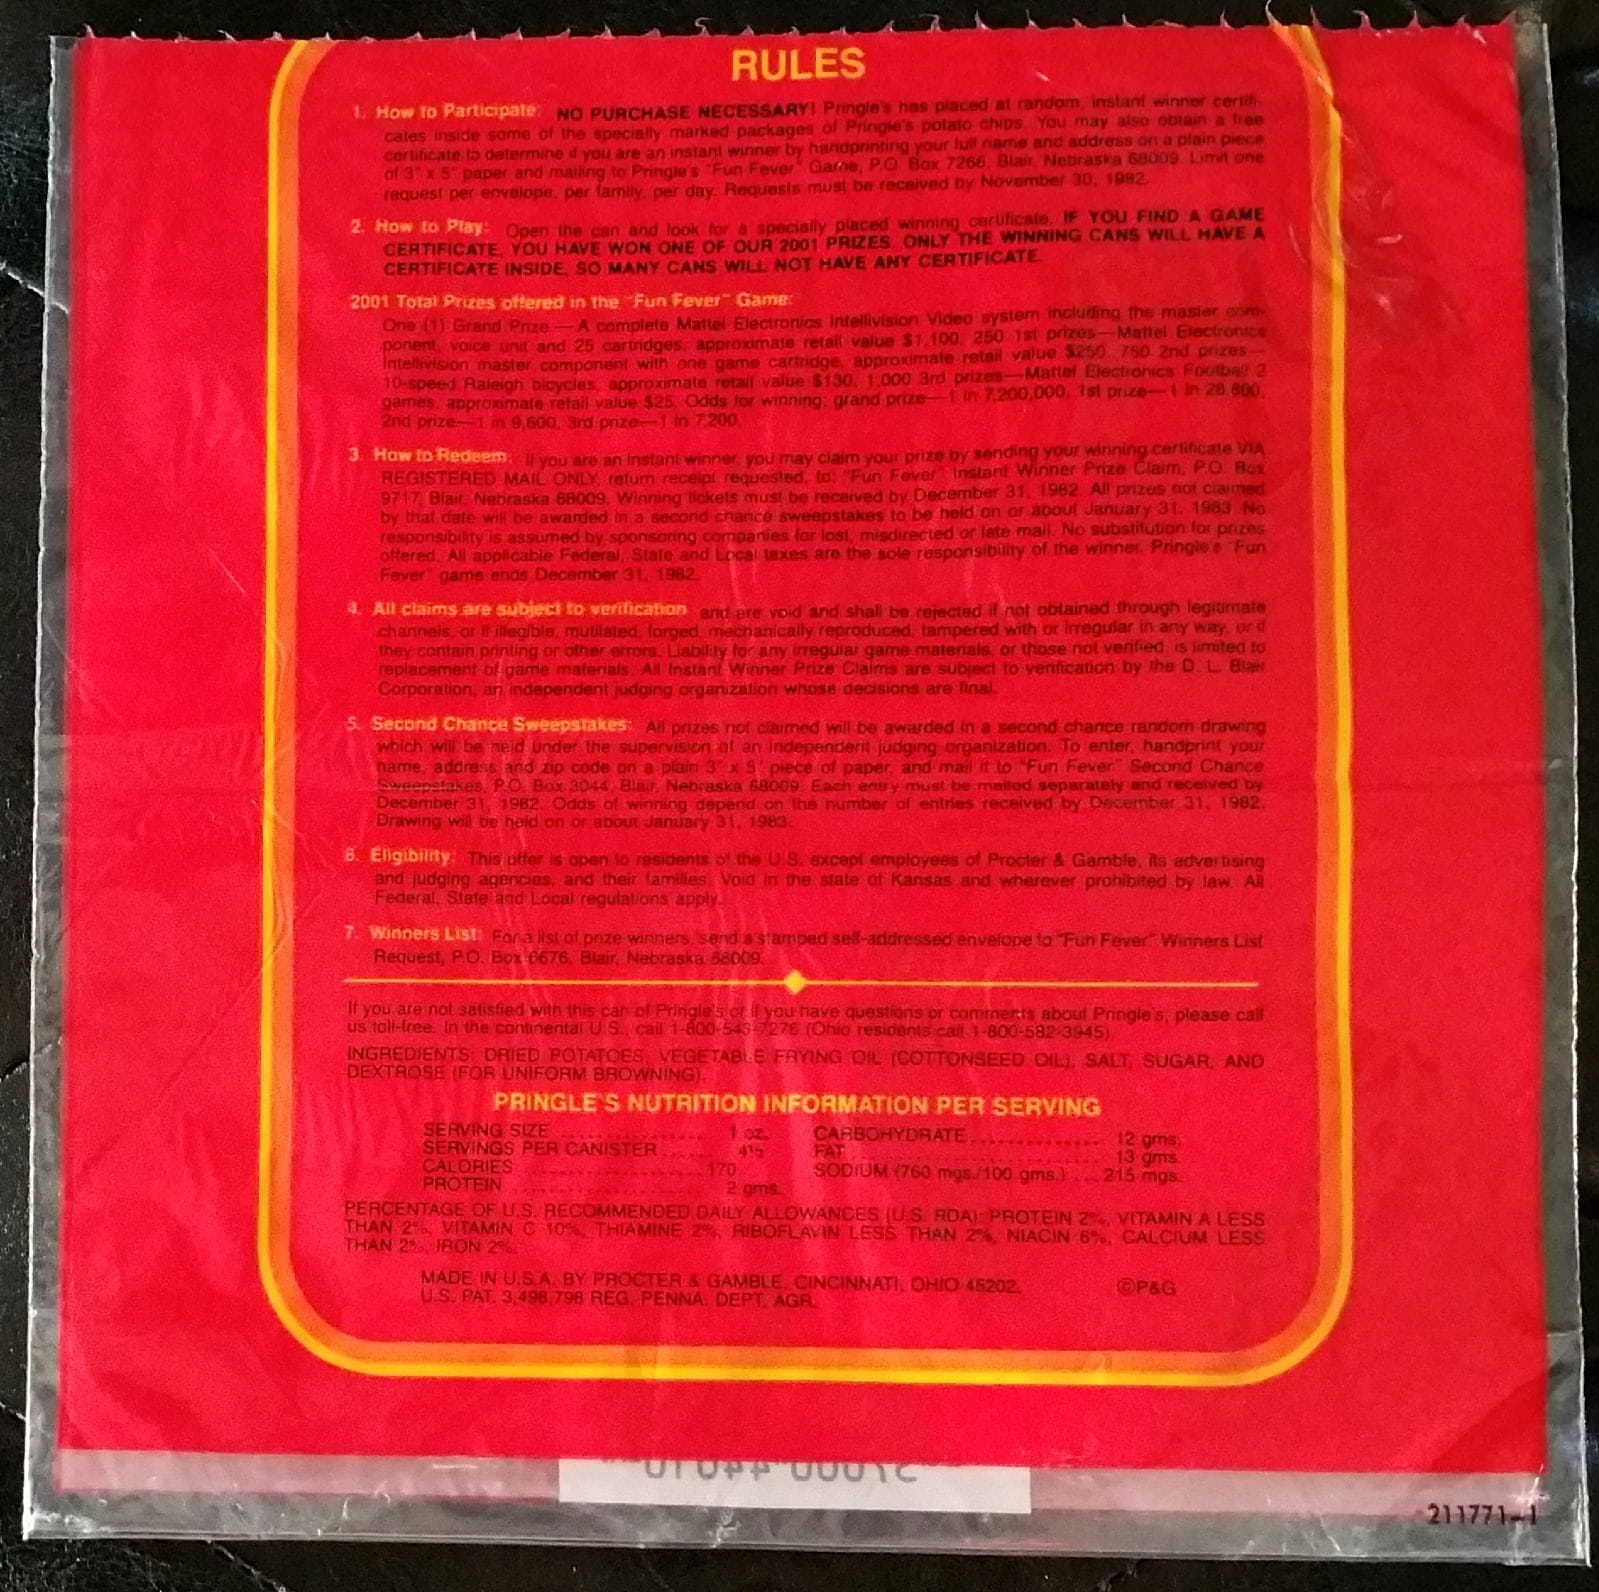 RULES
1. How to Participate: NO PURCHASE NECESSARY! Pringle's has placed at random, instant winner certifi-
cates inside some of the specially marked packages of Pringle's potato chips. You may also obtain a free
certificate to determine if you are an instant winner by handprinting your full name and address on a plain piece
of 3" x 5" paper and mailing to Pringle's "Fun Fever" Game, P.O. Box 7266, Blair, Nebraska 68009. Limit one
request per envelope, per family, per day. Requests must be received by November 30, 1982.
2. How to Play: Open the can and look for a specially placed winning certificate. IF YOU FIND A GAME
CERTIFICATE, YOU HAVE WON ONE OF OUR 2001 PRIZES. ONLY THE WINNING CANS WILL HAVE A
CERTIFICATE INSIDE, SO MANY CANS WILL NOT HAVE ANY CERTIFICATE.
2001 Total Prizes offered in the "Fun Fever" Game:
One (1) Grand Prize—A complete Mattel Electronics Intellivision Video system including the master com-
ponent, voice unit and 25 cartridges, approximate retail value $1,100. 250 1st prizes—Mattel Electronics
Intellivision master component with one game cartridge, approximate retail value $250. 750 2nd prizes—
10-speed Raleigh bicycles, approximate retail value $130. 1,000 3rd prizes—Mattel Electronics Football 2
games, approximate retail value $25. Odds for winning: grand prize—1 in 7,200,000, 1st prize—1 in 28,800,
2nd prize—1 in 9,600, 3rd prize—1 in 7,200.
3. How to Redeem: If you are an instant winner, you may claim your prize by sending your winning certificate VIA
REGISTERED MAIL ONLY, return receipt requested, to: "Fun Fever" Instant Winner Prize Claim, P.O. Box
9717, Blair, Nebraska 68009. Winning tickets must be received by December 31, 1982. All prizes not claimed
by that date will be awarded in a second chance sweepstakes to be held on or about January 31, 1983. No
responsibility is assumed by sponsoring companies for lost, misdirected or late mail. No substitution for prizes
offered. All applicable Federal, State and Local taxes are the sole responsibility of the winner. Pringle's "Fun
Fever" game ends December 31, 1982.
4. All claims are subject to verification and are void and shall be rejected if not obtained through legitimate
channels, or if illegible, mutilated, forged, mechanically reproduced, tampered with or irregular in any way, or if
they contain printing or other errors. Liability for any irregular game materials, or those not verified, is limited to
replacement of game materials. All Instant Winner Prize Claims are subject to verification by the D. L. Blair
Corporation, an independent judging organization whose decisions are final.
5. Second Chance Sweepstakes: All prizes not claimed will be awarded in a second chance random drawing
which will be held under the supervision of an independent judging organization. To enter, handprint your
name, address and zip code on a plain 3" x 5" piece of paper, and mail it to "Fun Fever" Second Chance
Sweepstakes, P.O. Box 3044, Blair, Nebraska 68009. Each entry must be mailed separately and received by
December 31, 1982. Odds of winning depend on the number of entries received by December 31, 1982.
Drawing will be held on or about January 31, 1983.
6. Eligibility: This offer is open to residents of the U.S. except employees of Procter & Gamble, its advertising
and judging agencies, and their families. Void in the state of Kansas and wherever prohibited by law. All
Federal, State and Local regulations apply.
7. Winners List: For a list of prize winners, send a stamped self-addressed envelope to "Fun Fever" Winners List
Request, P.O. Box 6676, Blair, Nebraska 68009.
If you are not satisfied with this can of Pringle's or if you have questions or comments about Pringle's, please call
us toll-free. In the continental U.S., call 1-800-543-7276 (Ohio residents call 1-800-582-3945).
INGREDIENTS: DRIED POTATOES, VEGETABLE FRYING OIL (COTTONSEED OIL), SALT, SUGAR, AND
DEXTROSE (FOR UNIFORM BROWNING).
PRINGLE'S NUTRITION INFORMATION PER SERVING
SERVING SIZE .......... 1 oz.
SERVINGS PER CANISTER ..... 4½
CALORIES .......... 170
PROTEIN .......... 2 gms.
CARBOHYDRATE .......... 12 gms.
FAT .......... 13 gms.
SODIUM (760 mgs./100 gms.) ... 215 mgs.
PERCENTAGE OF U.S. RECOMMENDED DAILY ALLOWANCES (U.S. RDA): PROTEIN 2%, VITAMIN A LESS
THAN 2%, VITAMIN C 10%, THIAMINE 2%, RIBOFLAVIN LESS THAN 2%, NIACIN 6%, CALCIUM LESS
THAN 2%, IRON 2%.
MADE IN U.S.A. BY PROCTER & GAMBLE, CINCINNATI, OHIO 45202. ©P&G
U.S. PAT. 3,498,798 REG. PENNA. DEPT. AGR.
211771-1